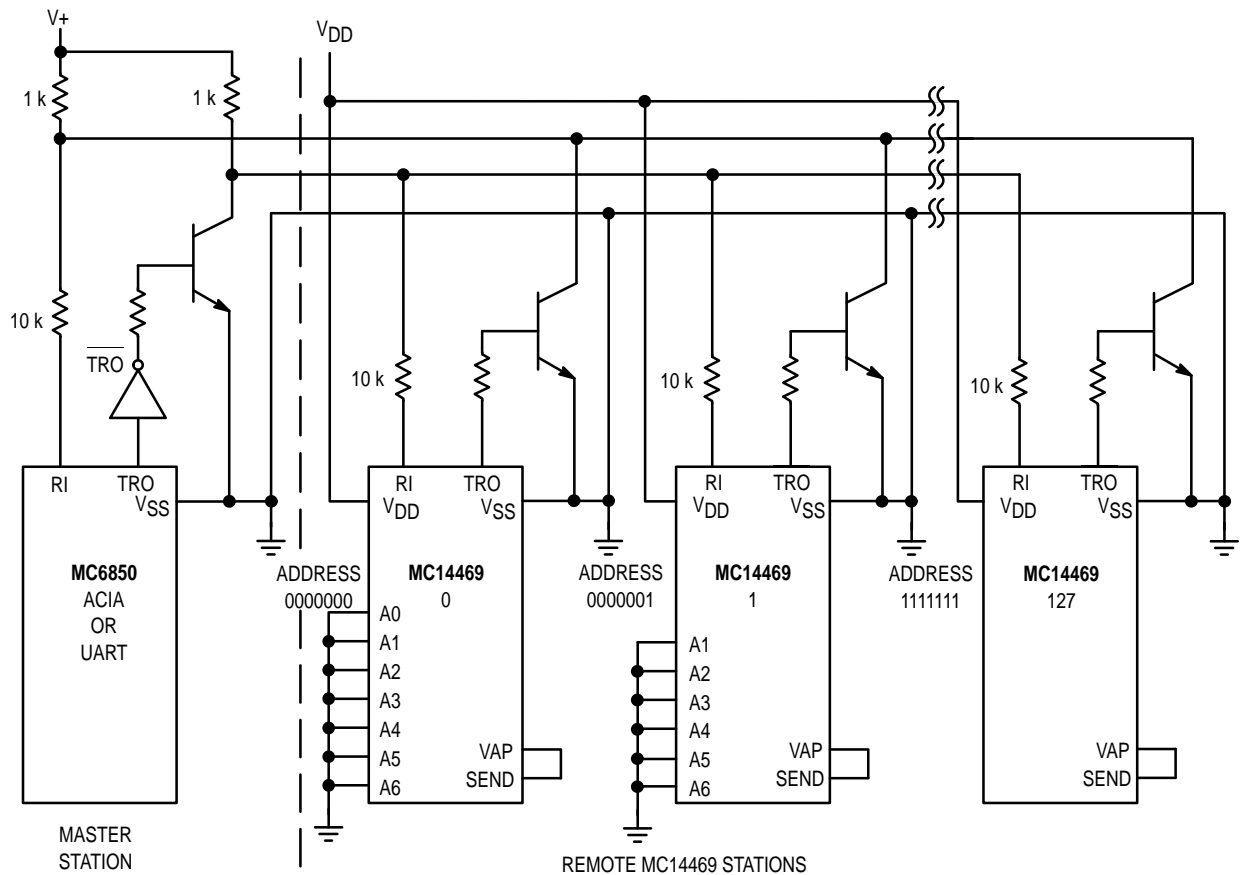 V+
VDD
1 k
1 k
10 k
TRO
10 k
10 k
10 k
RI
TRO
VSS
RI
TRO
VDD
VSS
RI
TRO
VDD
VSS
RI
TRO
VDD
VSS
MC6850
ACIA
OR
UART
ADDRESS
0000000
MC14469
0
ADDRESS
0000001
MC14469
1
ADDRESS
1111111
MC14469
127
A0
A1
A2
A3
A4
A5
A6
VAP
SEND
A1
A2
A3
A4
A5
A6
VAP
SEND
VAP
SEND
MASTER
STATION
REMOTE MC14469 STATIONS